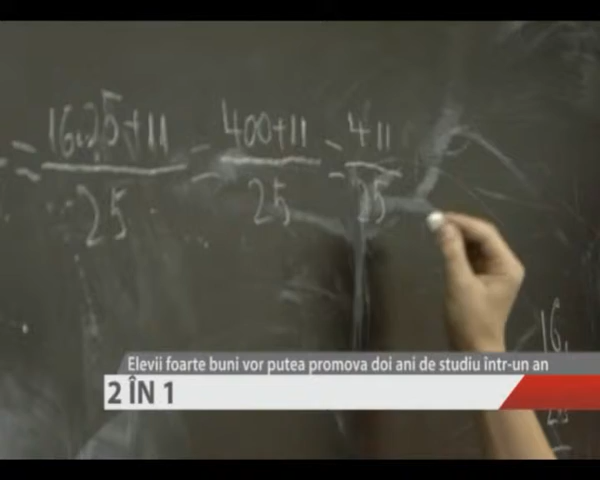 = 16.25+11 / 25 = 400+11 / 25 = 411 / 25
16,
Elevii foarte buni vor putea promova doi ani de studiu într-un an
2 ÎN 1